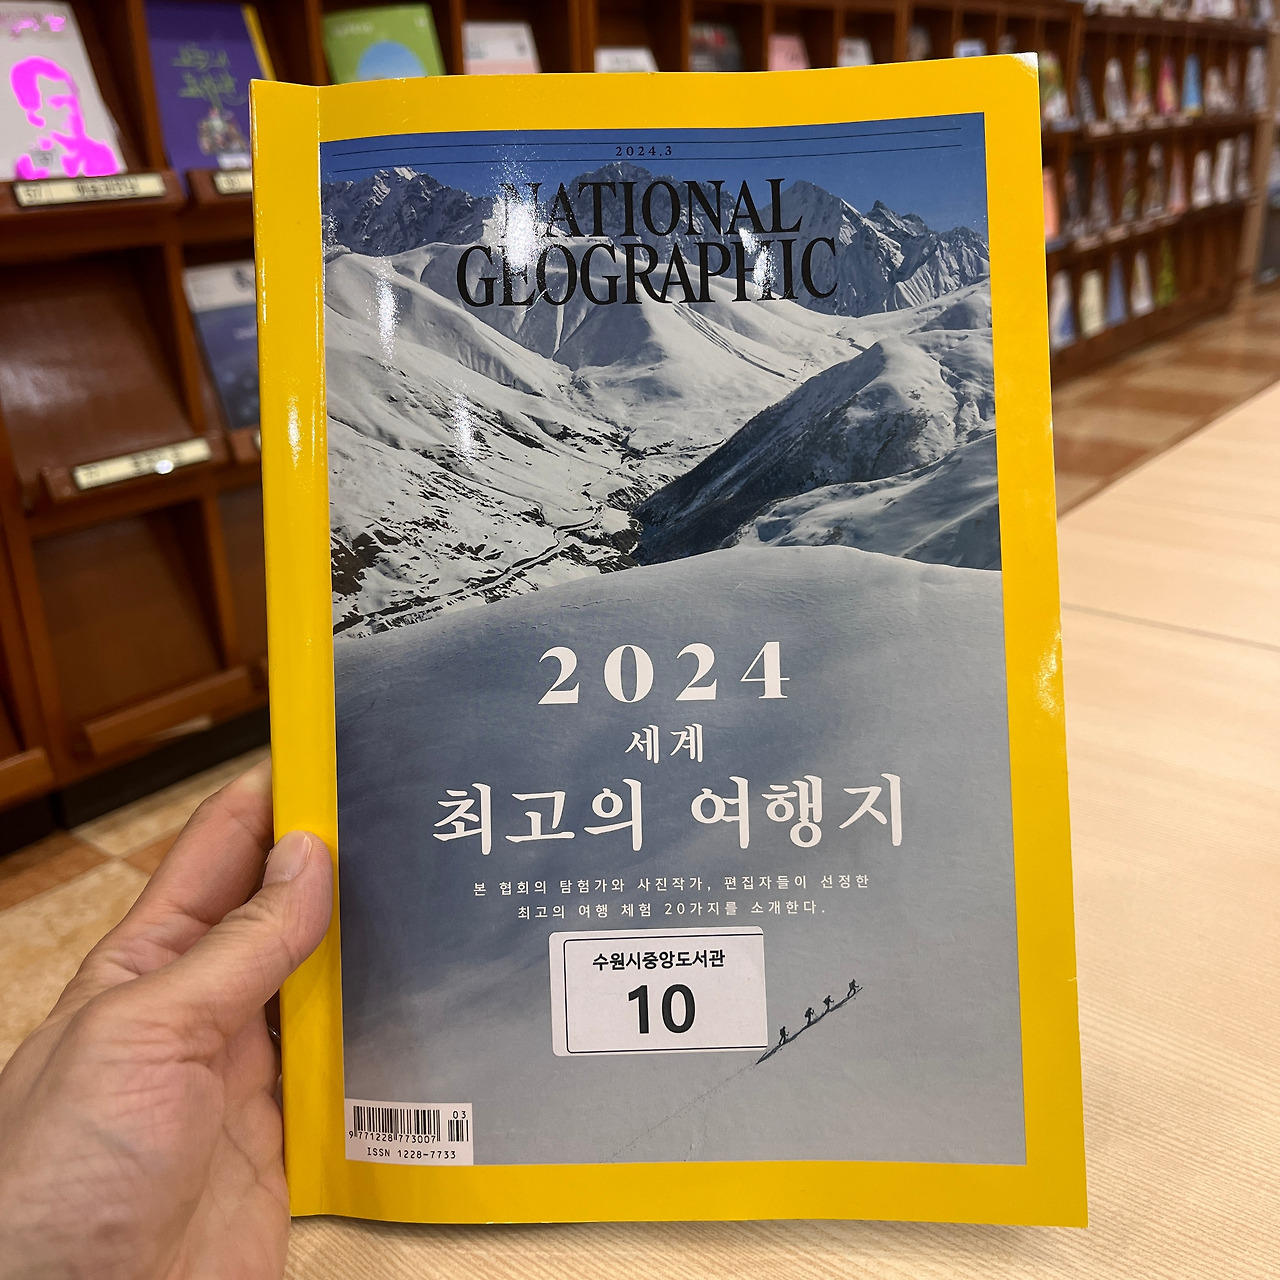 2024.3
NATIONAL
GEOGRAPHIC
2024
세계
최고의 여행지
본 협회의 탐험가와 사진작가, 편집자들이 선정한
최고의 여행 체험 20가지를 소개한다.
수원시중앙도서관
10
03
9 771228 773007
ISSN 1228-7733